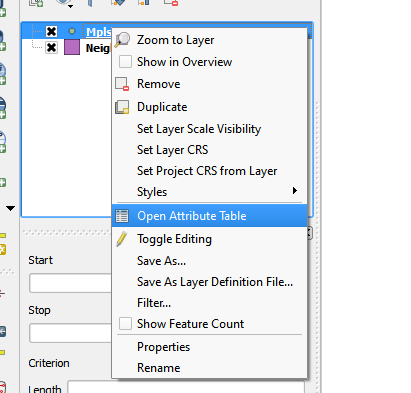 Mpls
Neigh
Zoom to Layer
Show in Overview
Remove
Duplicate
Set Layer Scale Visibility
Set Layer CRS
Set Project CRS from Layer
Styles
Open Attribute Table
Toggle Editing
Save As...
Save As Layer Definition File...
Filter...
Show Feature Count
Properties
Rename
Start
Stop
Criterion
Length